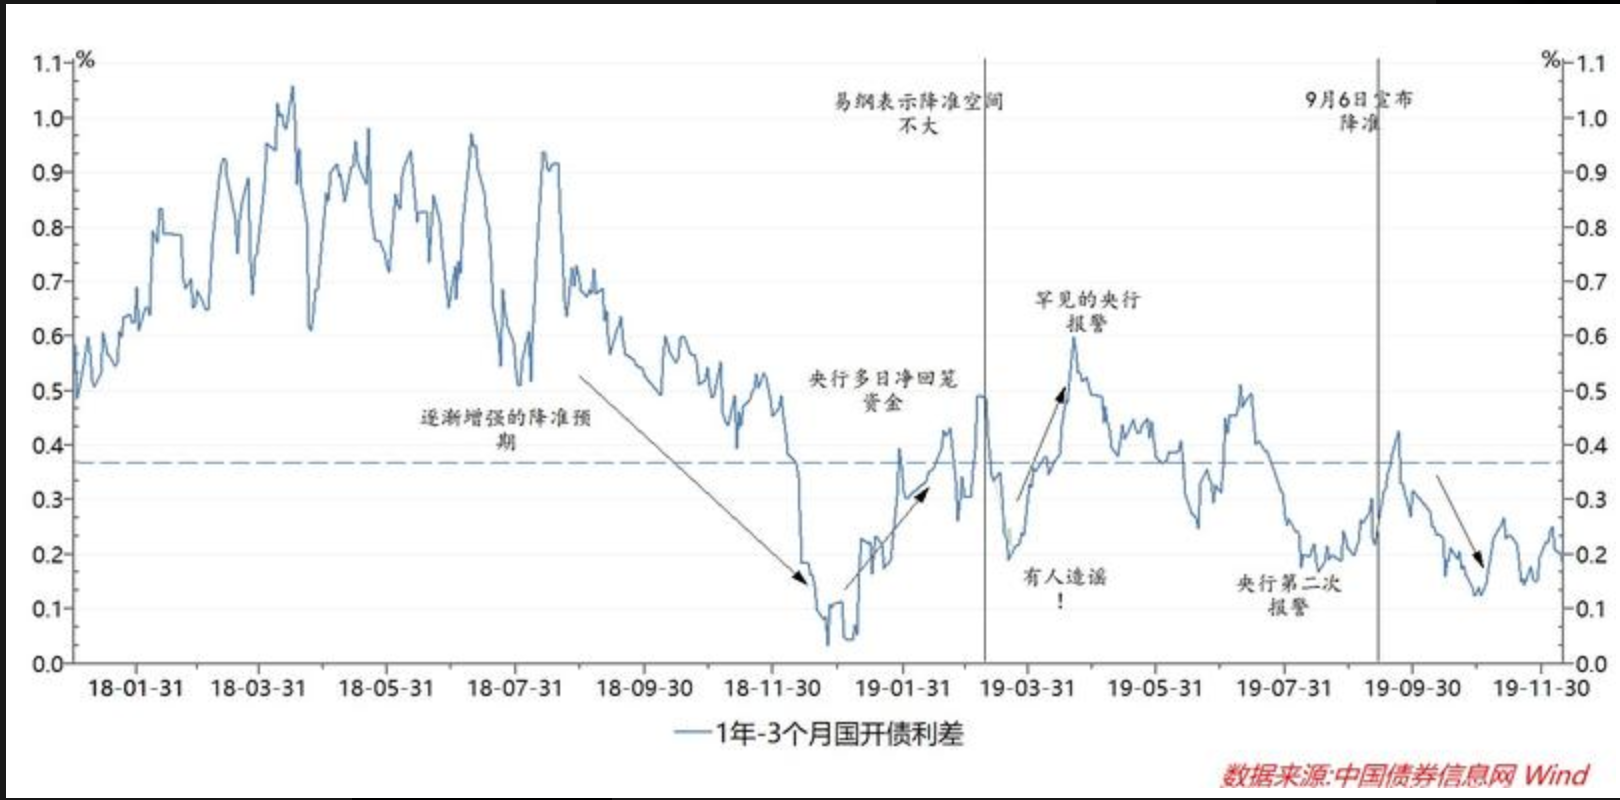 %
%
1.1
1.1
易纲表示降准空间
不大
9月6日宣布
降准
1.0
1.0
0.9
0.9
0.8
0.8
0.7
0.7
罕见的央行
报警
0.6
0.6
央行多日净回笼
资金
0.5
0.5
逐渐增强的降准预
期
0.4
0.4
0.3
0.3
0.2
0.2
有人造谣
!
央行第二次
报警
0.1
0.1
0.0
0.0
18-01-31 18-03-31 18-05-31 18-07-31 18-09-30 18-11-30 19-01-31 19-03-31 19-05-31 19-07-31 19-09-30 19-11-30
1年-3个月国开债利差
数据来源:中国债券信息网 Wind